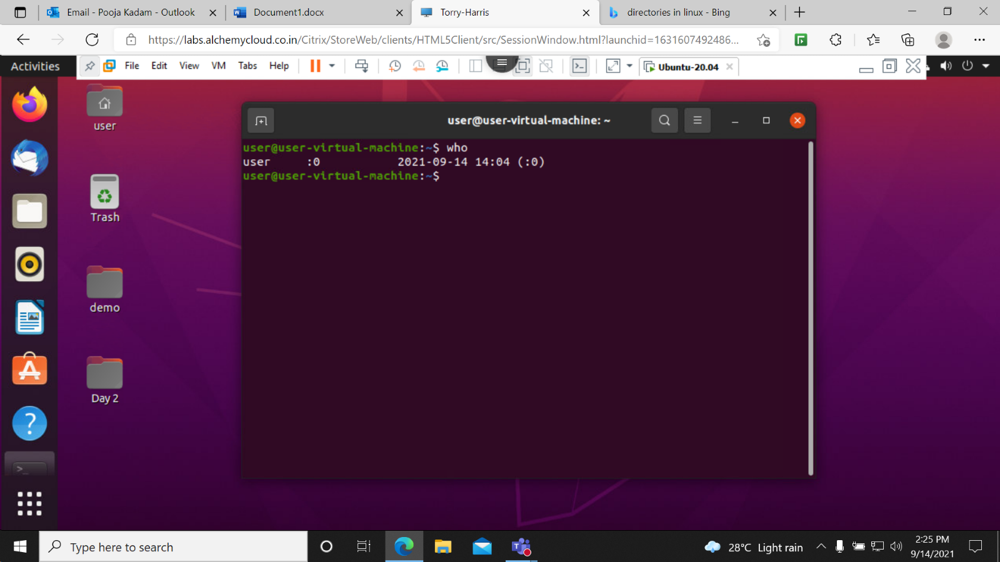 Email - Pooja Kadam - Outlook
Document1.docx
Torry-Harris
directories in linux - Bing
https://labs.alchemycloud.co.in/Citrix/StoreWeb/clients/HTML5Client/src/SessionWindow.html?launchid=1631607492486...
Activities
File Edit View VM Tabs Help
Ubuntu-20.04
user
Trash
demo
Day 2
user@user-virtual-machine: ~
user@user-virtual-machine:~$ who
user     :0           2021-09-14 14:04 (:0)
user@user-virtual-machine:~$
Type here to search
28°C Light rain
2:25 PM
9/14/2021